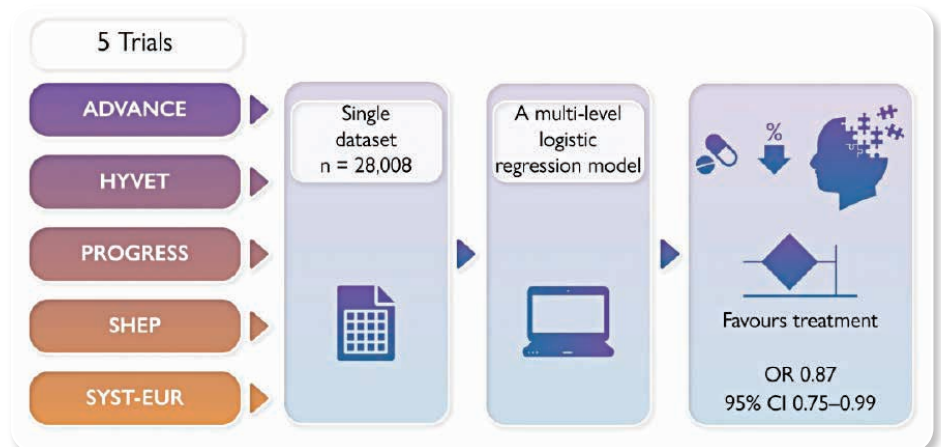 5 Trials
ADVANCE
HYVET
PROGRESS
SHEP
SYST-EUR
Single
dataset
n = 28,008
A multi-level
logistic
regression model
%
Favours treatment
OR 0.87
95% CI 0.75–0.99